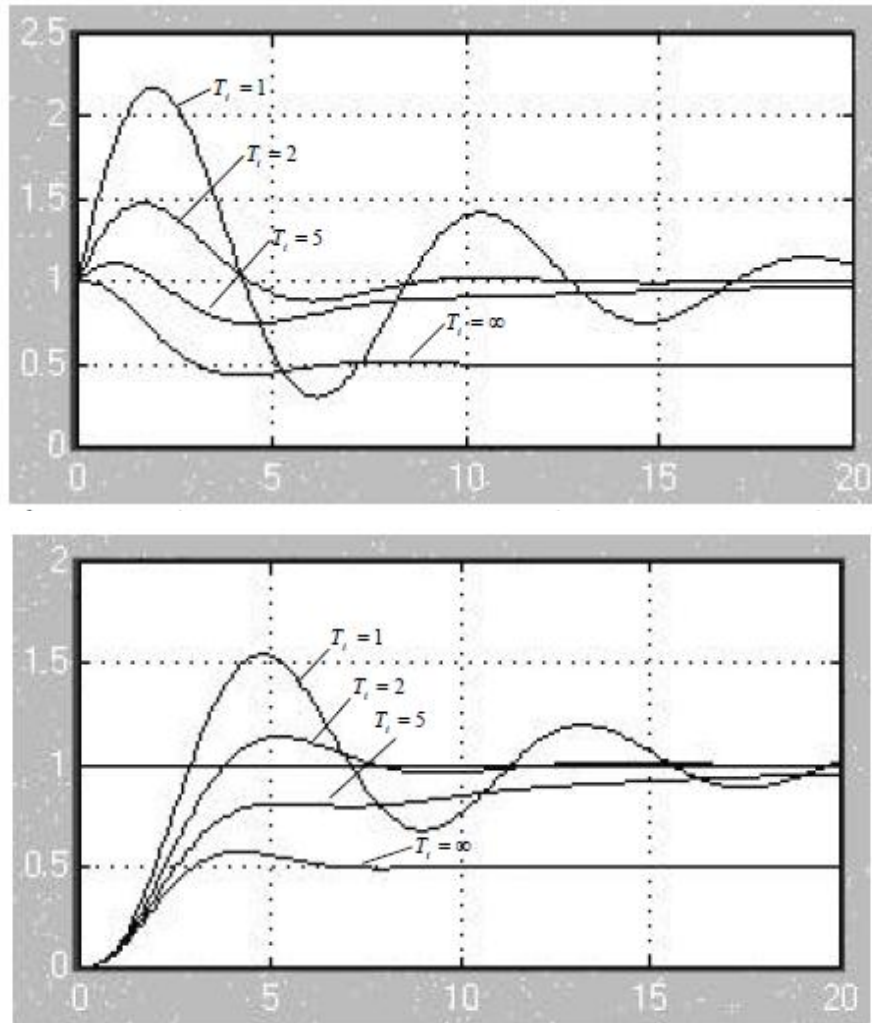 2.5
2
1.5
1
0.5
0
0 5 10 15 20
T_i = 1
T_i = 2
T_i = 5
T_i = ∞
2
1.5
1
0.5
0
0 5 10 15 20
T_i = 1
T_i = 2
T_i = 5
T_i = ∞